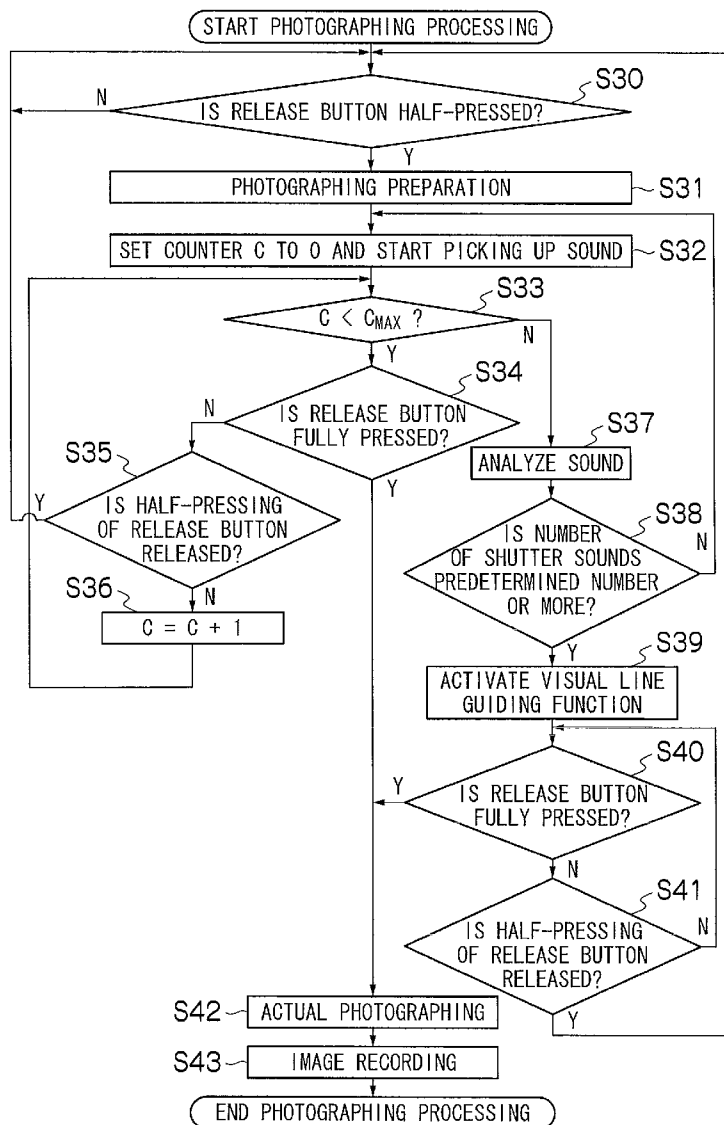 START PHOTOGRAPHING PROCESSING
S30
N
IS RELEASE BUTTON HALF-PRESSED?
Y
PHOTOGRAPHING PREPARATION
S31
SET COUNTER C TO 0 AND START PICKING UP SOUND
S32
S33
C < CMAX ?
N
Y
S34
N
IS RELEASE BUTTON
FULLY PRESSED?
Y
S35
Y
IS HALF-PRESSING
OF RELEASE BUTTON
RELEASED?
N
S36
C = C + 1
S37
ANALYZE SOUND
S38
IS NUMBER
OF SHUTTER SOUNDS
PREDETERMINED NUMBER
OR MORE?
N
Y
S39
ACTIVATE VISUAL LINE
GUIDING FUNCTION
S40
Y
IS RELEASE BUTTON
FULLY PRESSED?
N
S41
IS HALF-PRESSING
OF RELEASE BUTTON
RELEASED?
N
Y
S42
ACTUAL PHOTOGRAPHING
S43
IMAGE RECORDING
END PHOTOGRAPHING PROCESSING